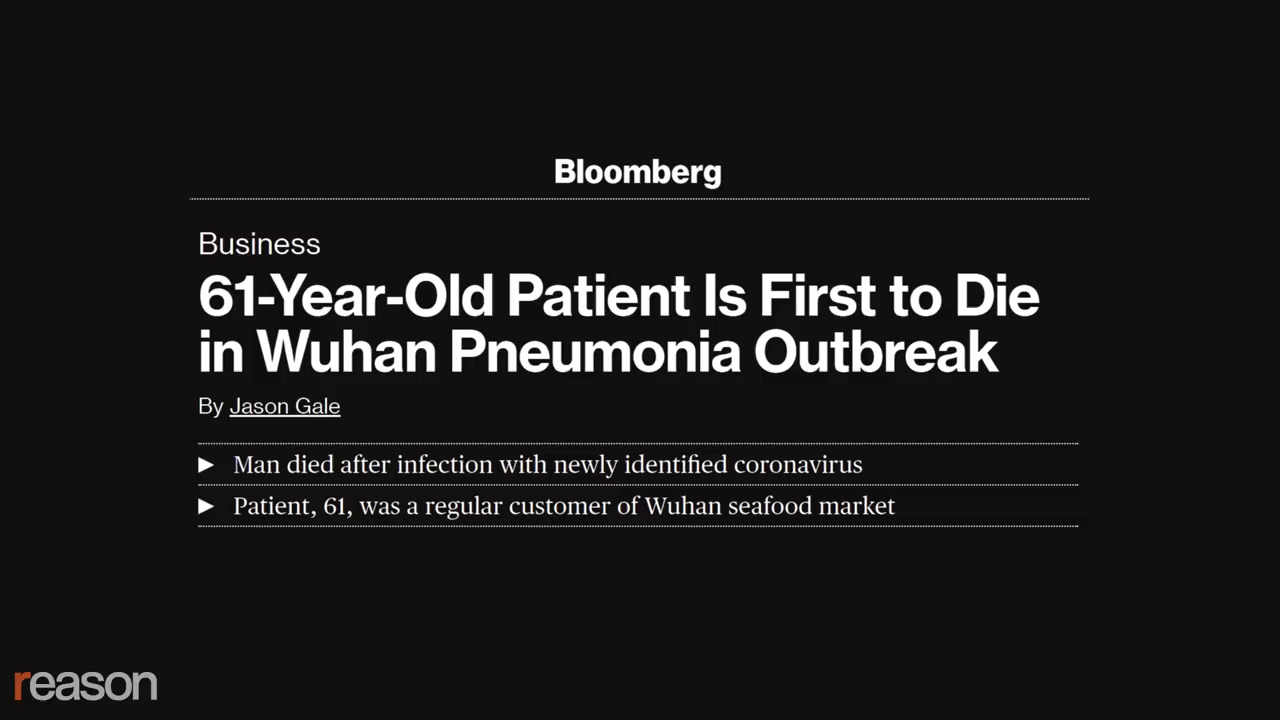 Bloomberg
Business
61-Year-Old Patient Is First to Die
in Wuhan Pneumonia Outbreak
By Jason Gale
▶ Man died after infection with newly identified coronavirus
▶ Patient, 61, was a regular customer of Wuhan seafood market
reason